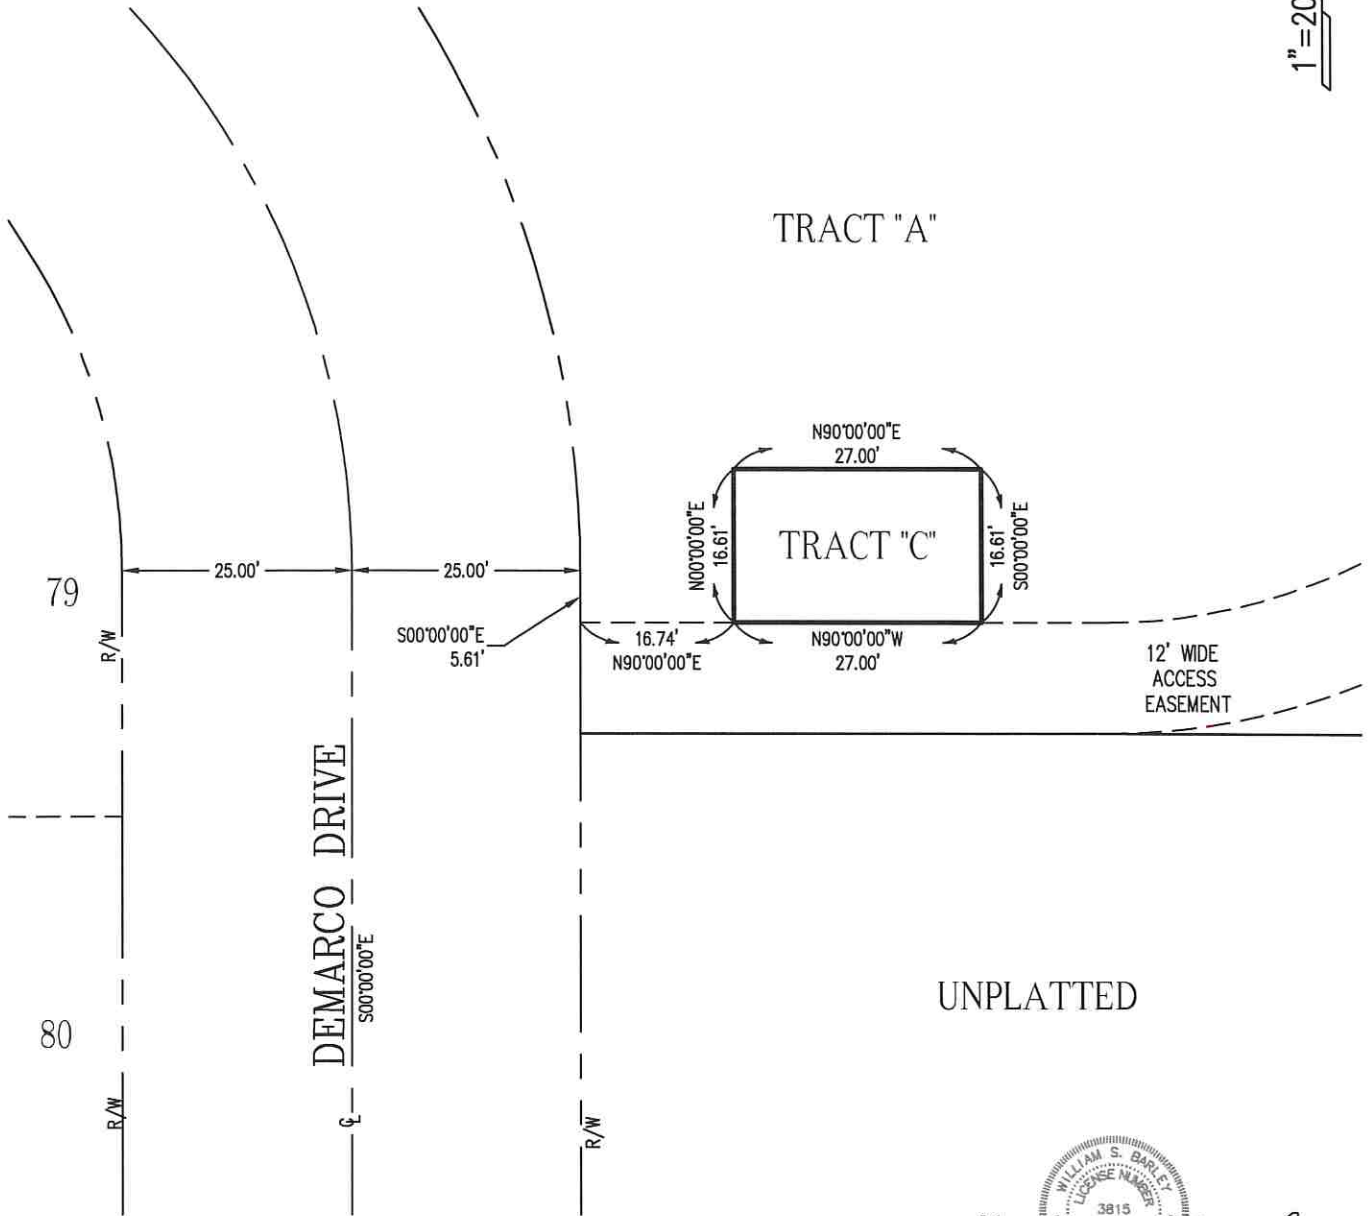 1"=20
TRACT "A"
N90°00'00"E
27.00'
N00°00'00"E
16.61'
TRACT "C"
16.61'
S00°00'00"E
25.00'
25.00'
79
R/W
S00°00'00"E
5.61'
16.74'
N90°00'00"E
N90°00'00"W
27.00'
12' WIDE
ACCESS
EASEMENT
DEMARCO DRIVE
S00°00'00"E
UNPLATTED
80
R/W
CL
R/W
WILLIAM S. BARLEY
LICENSE NUMBER
3815